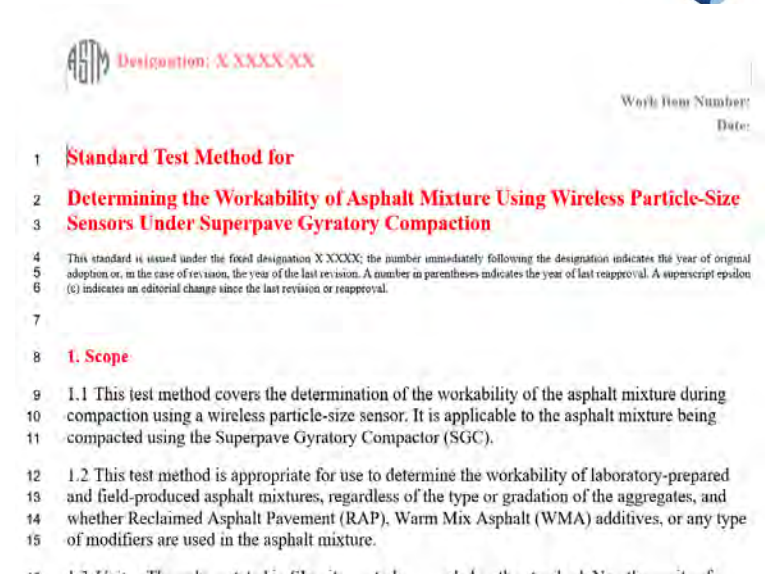 ASTM Designation: X XXXX-XX
Work Item Number:
Date:
1 Standard Test Method for
2 Determining the Workability of Asphalt Mixture Using Wireless Particle-Size
3 Sensors Under Superpave Gyratory Compaction
4 This standard is issued under the fixed designation X XXXX; the number immediately following the designation indicates the year of original
5 adoption or, in the case of revision, the year of the last revision. A number in parentheses indicates the year of last reapproval. A superscript epsilon
6 (ε) indicates an editorial change since the last revision or reapproval.
7
8 1. Scope
9 1.1 This test method covers the determination of the workability of the asphalt mixture during
10 compaction using a wireless particle-size sensor. It is applicable to the asphalt mixture being
11 compacted using the Superpave Gyratory Compactor (SGC).
12 1.2 This test method is appropriate for use to determine the workability of laboratory-prepared
13 and field-produced asphalt mixtures, regardless of the type or gradation of the aggregates, and
14 whether Reclaimed Asphalt Pavement (RAP), Warm Mix Asphalt (WMA) additives, or any type
15 of modifiers are used in the asphalt mixture.